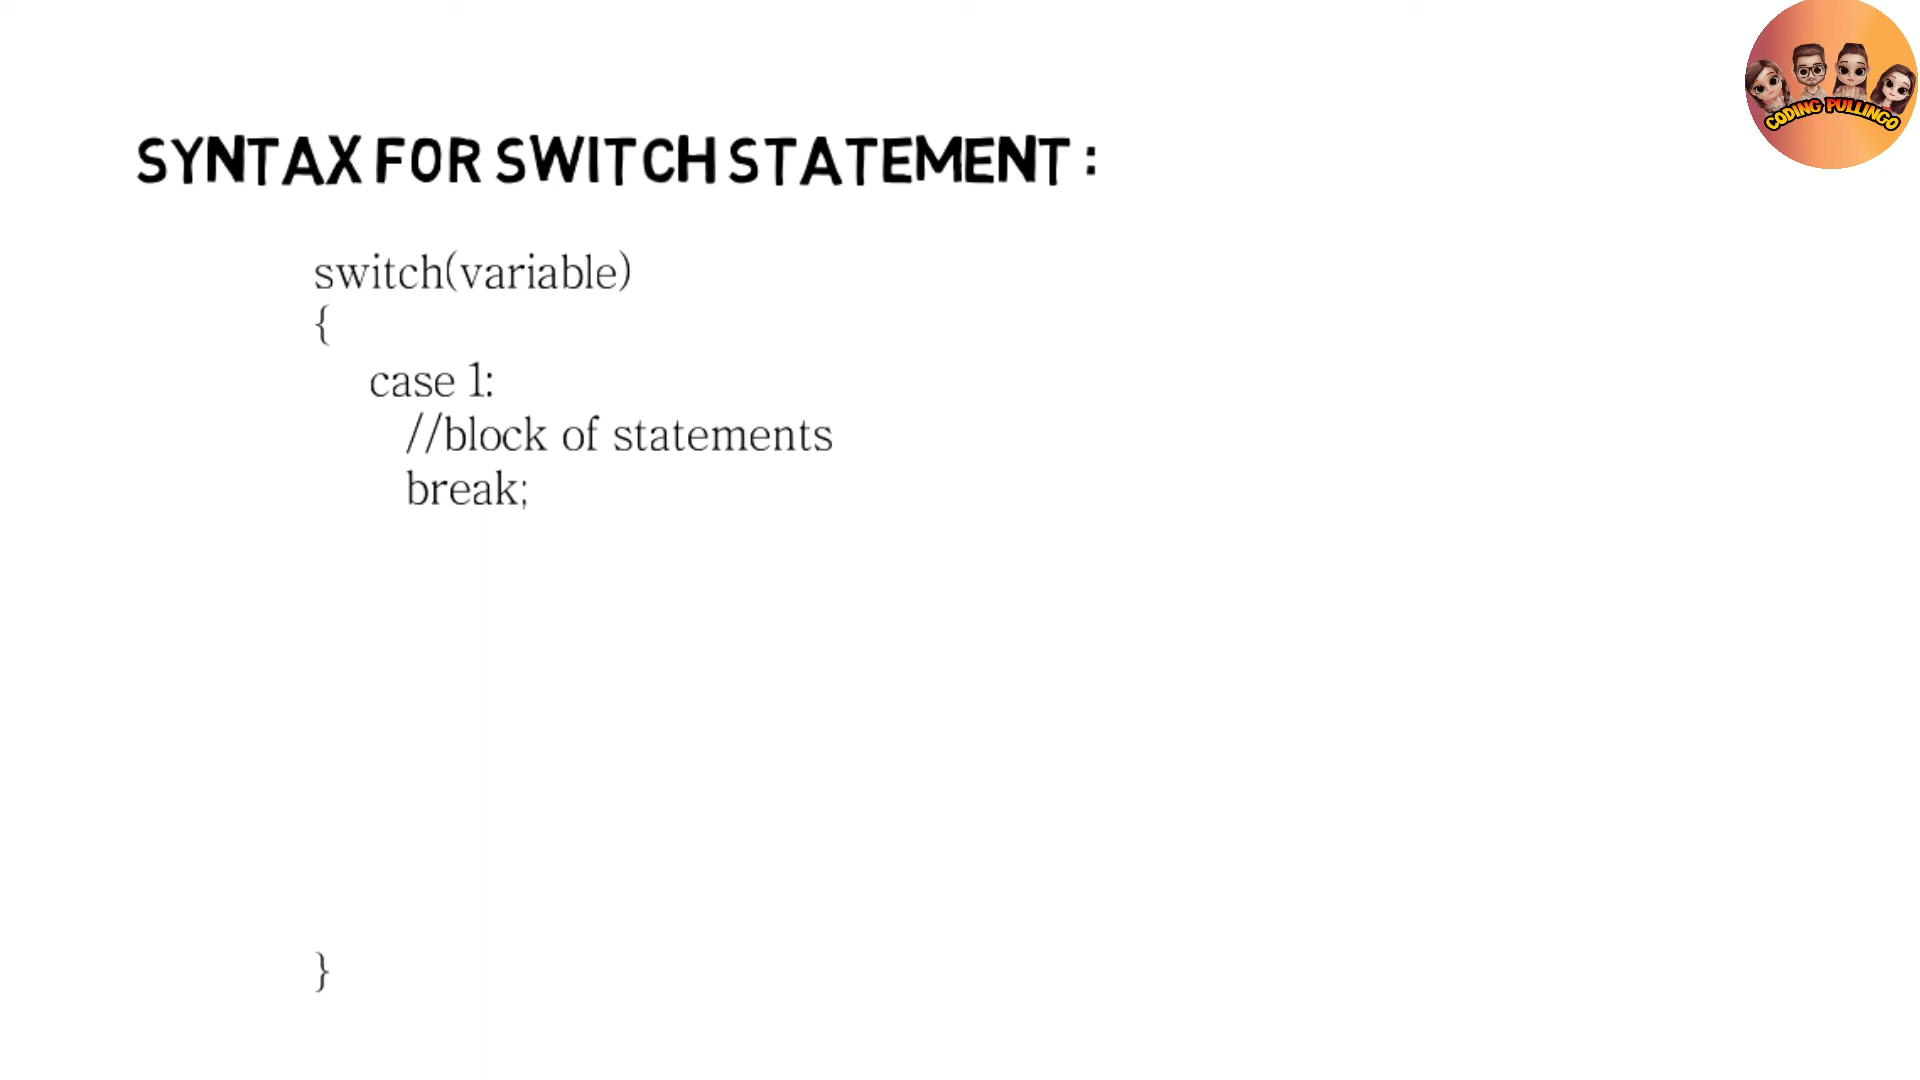 CODING PULLINGO
SYNTAX FOR SWITCH STATEMENT :
switch(variable)
{
case 1:
//block of statements
break;
}